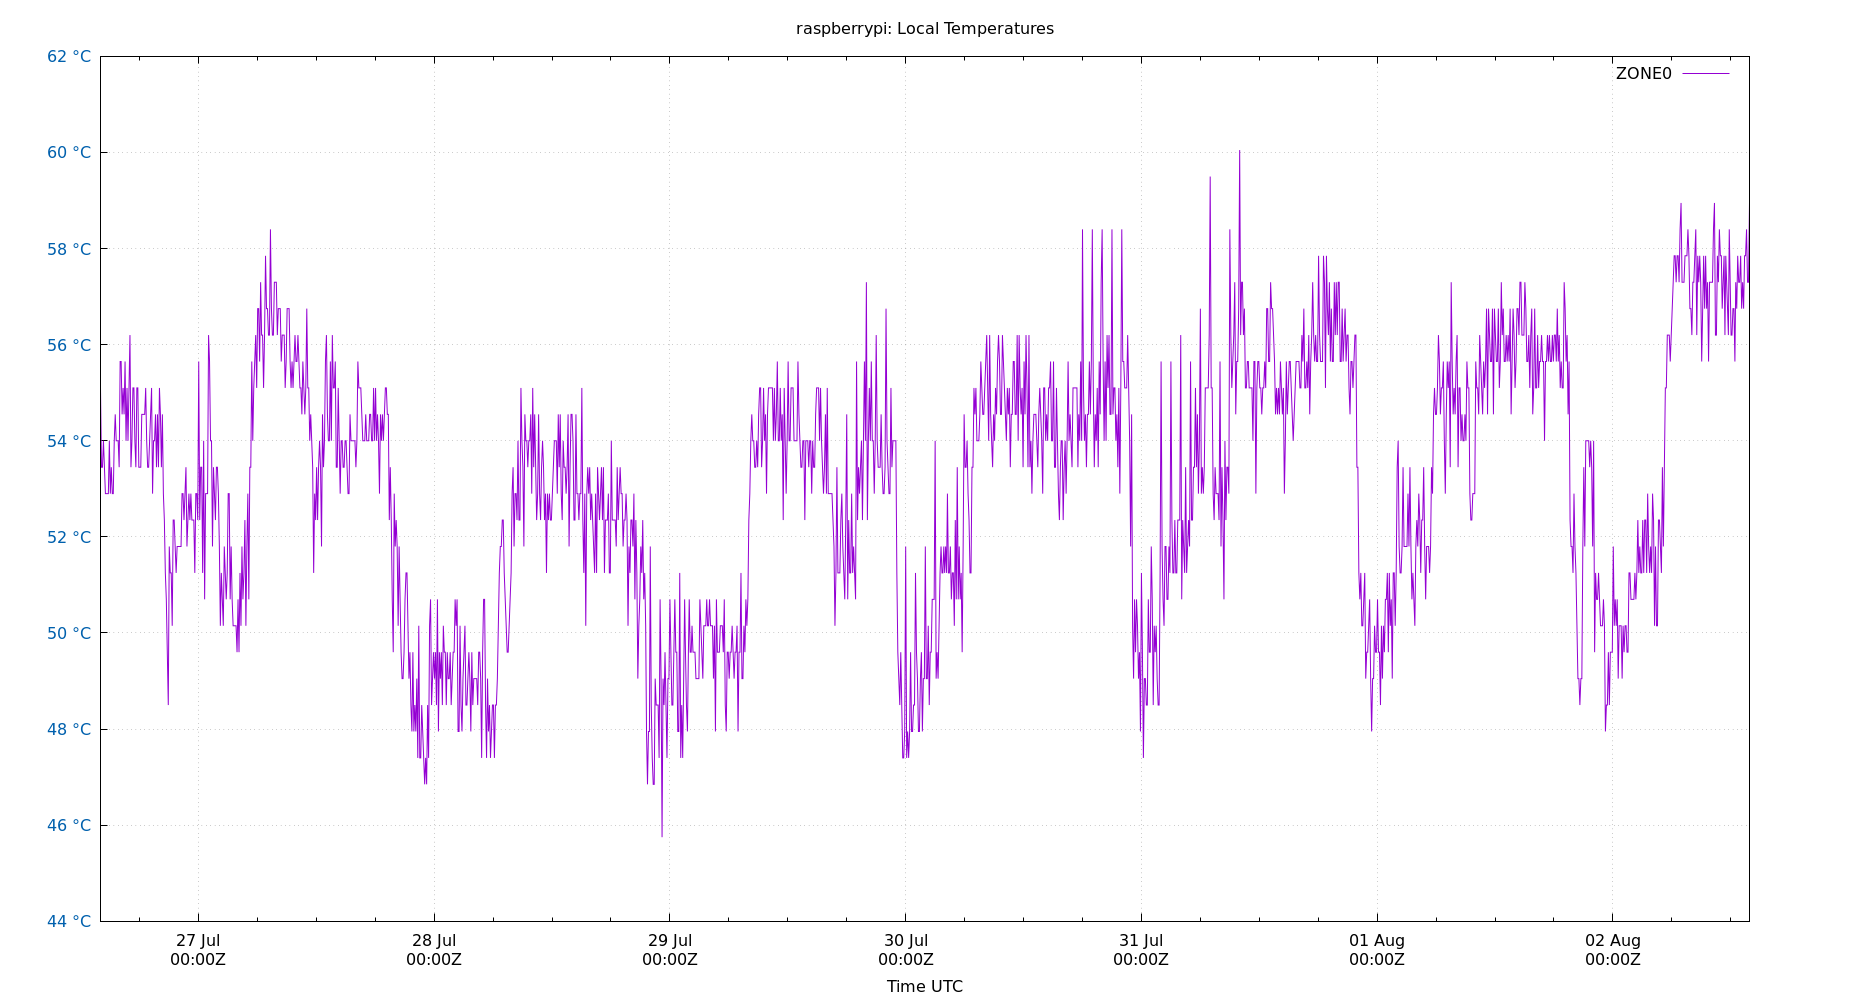 raspberrypi: Local Temperatures
62 °C
ZONE0
60 °C
58 °C
56 °C
54 °C
52 °C
50 °C
48 °C
46 °C
44 °C
27 Jul 28 Jul 29 Jul 30 Jul 31 Jul 01 Aug 02 Aug
00:00Z 00:00Z 00:00Z 00:00Z 00:00Z 00:00Z 00:00Z
Time UTC